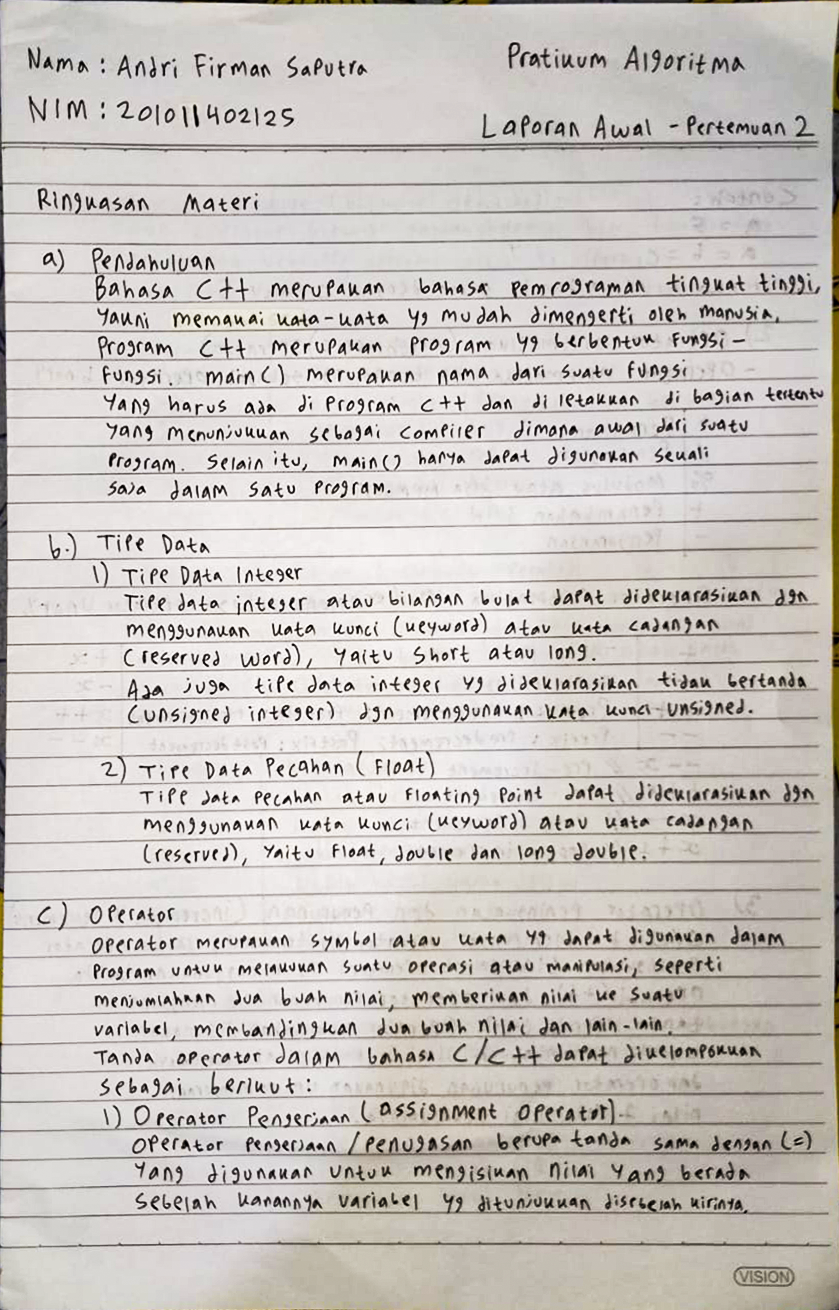 Nama : Andri Firman Saputra
Pratikum Algoritma
NIM : 201011402125
Laporan Awal - Pertemuan 2
Ringkasan Materi
a) Pendahuluan
Bahasa C++ merupakan bahasa pemrograman tingkat tinggi,
yakni memakai kata-kata yg mudah dimengerti oleh manusia.
Program C++ merupakan program yg berbentuk fungsi-
fungsi. main() merupakan nama dari suatu fungsi
yang harus ada di program C++ dan di letakkan di bagian tertentu
yang menunjukkan sebagai compiler dimana awal dari suatu
program. Selain itu, main() hanya dapat digunakan sekali
saja dalam satu program.
b.) Tipe Data
1) Tipe Data Integer
Tipe data integer atau bilangan bulat dapat dideklarasikan dgn
menggunakan kata kunci (keyword) atau kata cadangan
(reserved word), yaitu short atau long.
Ada juga tipe data integer yg dideklarasikan tidak bertanda
(unsigned integer) dgn menggunakan kata kunci unsigned.
2) Tipe Data Pecahan (Float)
Tipe data pecahan atau floating point dapat dideklarasikan dgn
menggunakan kata kunci (keyword) atau kata cadangan
(reserved), yaitu float, double dan long double.
C) Operator
Operator merupakan symbol atau kata yg dapat digunakan dalam
program untuk melakukan suatu operasi atau manipulasi, seperti
menjumlahkan dua buah nilai, memberikan nilai ke suatu
variabel, membandingkan dua buah nilai dan lain-lain.
Tanda operator dalam bahasa C/C++ dapat dikelompokkan
sebagai berikut :
1) Operator Pengerjaan (assignment operator).
Operator pengerjaan/penugasan berupa tanda sama dengan (=)
yang digunakan untuk mengisikan nilai yang berada
sebelah kanannya variabel yg ditunjukkan disebelah kirinya.
VISION